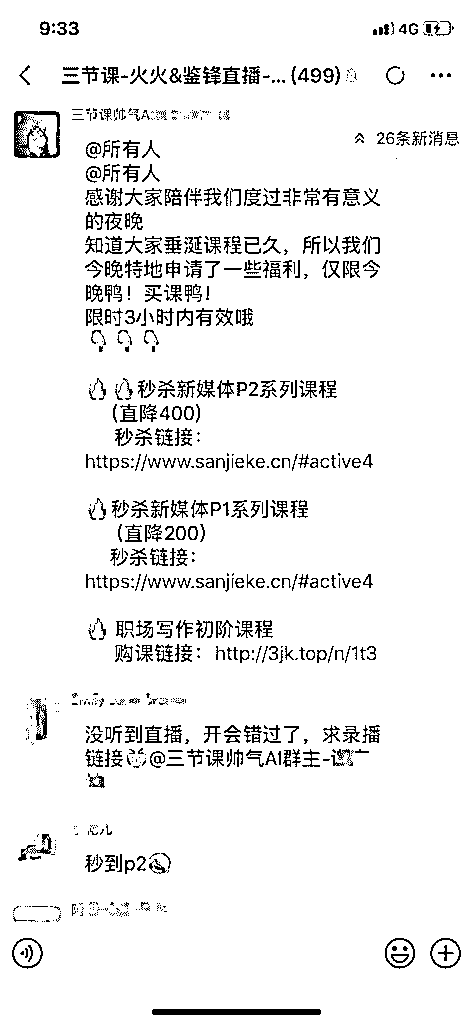 9:33
4G
三节课-火火&鉴锋直播-... (499)
三节课帅气A
26条新消息
@所有人
@所有人
感谢大家陪伴我们度过非常有意义
的夜晚
知道大家垂涎课程已久，所以我们
今晚特地申请了一些福利，仅限今
晚鸭！买课鸭！
限时3小时内有效哦
秒杀新媒体P2系列课程
(直降400)
秒杀链接：
https://www.sanjieke.cn/#active4
秒杀新媒体P1系列课程
(直降200)
秒杀链接：
https://www.sanjieke.cn/#active4
职场写作初阶课程
购课链接：http://3jk.top/n/1t3
没听到直播，开会错过了，求录播
链接@三节课帅气AI群主-
秒到p2